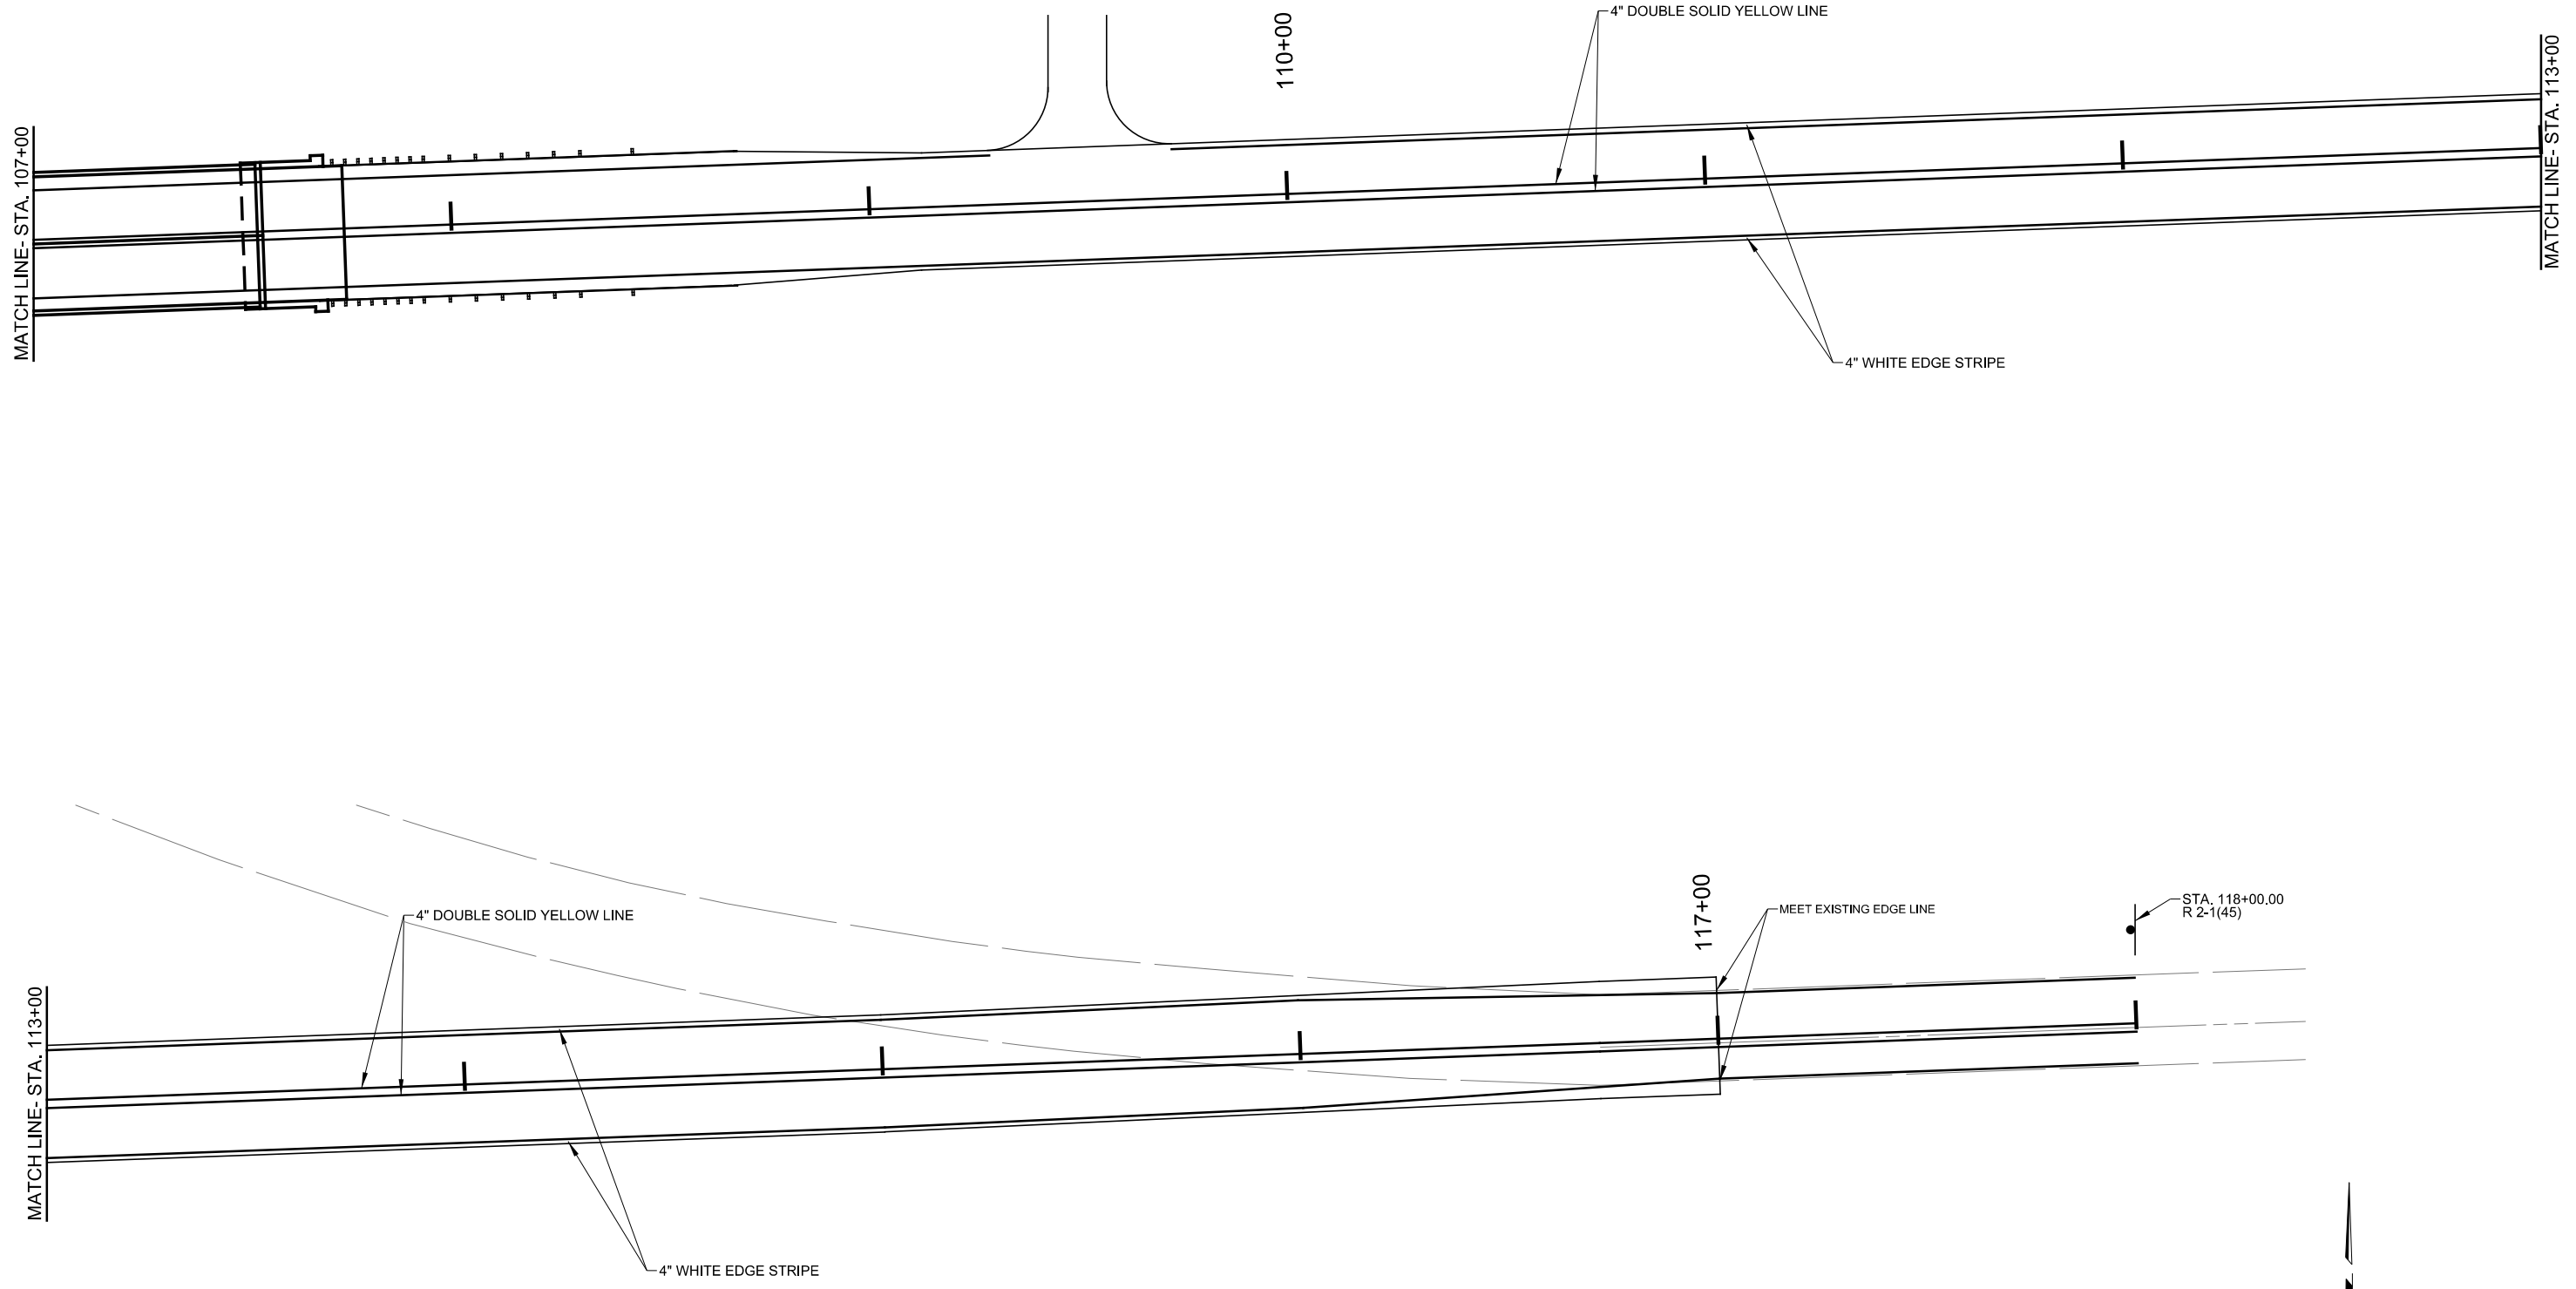 4" DOUBLE SOLID YELLOW LINE
110+00
MATCH LINE- STA. 113+00
MATCH LINE- STA. 107+00
4" WHITE EDGE STRIPE
117+00
STA. 118+00.00
R 2-1(45)
MEET EXISTING EDGE LINE
4" DOUBLE SOLID YELLOW LINE
MATCH LINE- STA. 113+00
4" WHITE EDGE STRIPE